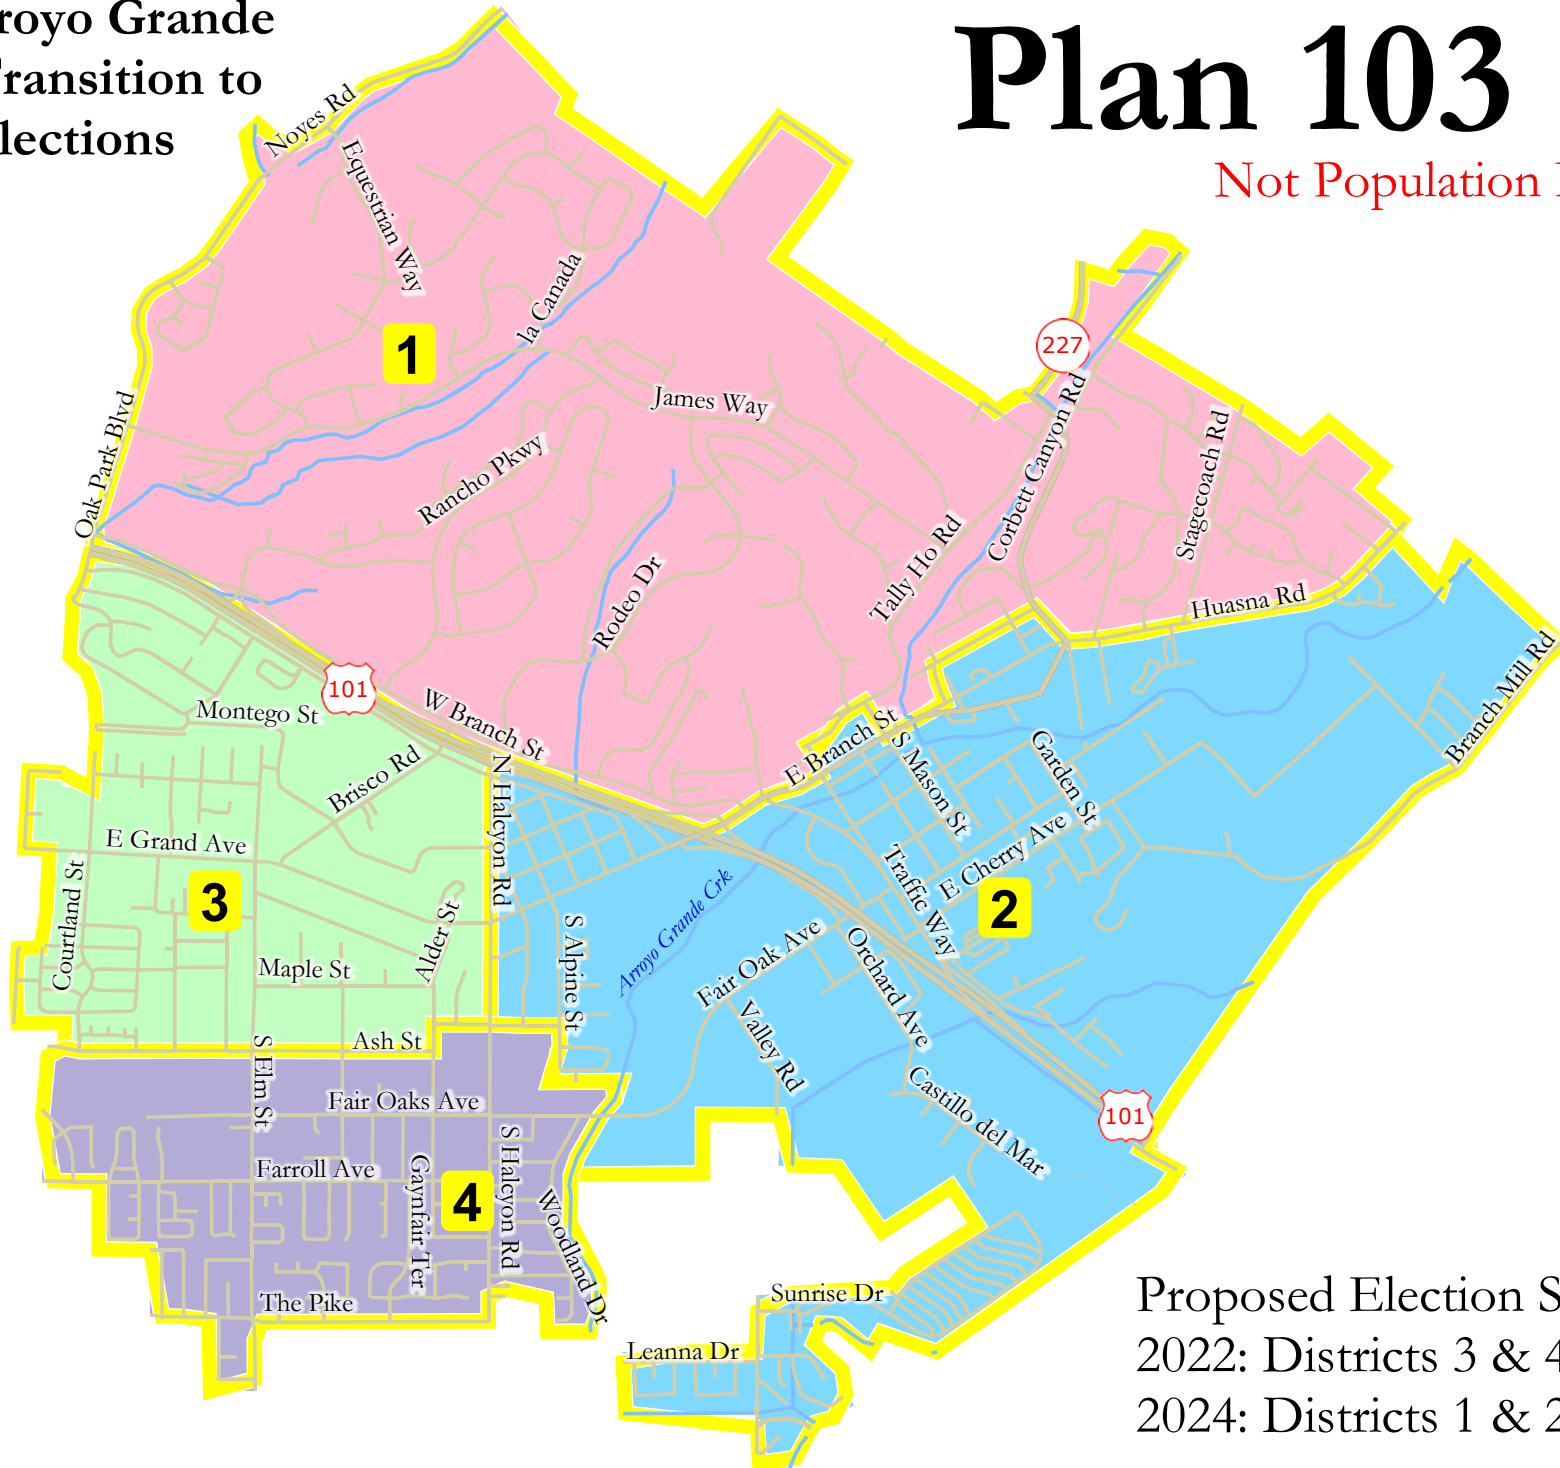 royo Grande
Transition to
lections
Plan 103
Not Population
Noyes Rd
Equestrian Way
la Canada
1
227
James Way
Oak Park Blvd
Rancho Pkwy
Corbett Canyon Rd
Stagecoach Rd
Tally Ho Rd
Rodeo Dr
Huasna Rd
Branch Mill Rd
101
W Branch St
Montego St
Brisco Rd
N Halcyon Rd
E Branch St
S Mason St
Garden St
E Grand Ave
Courtland St
3
Alder St
Maple St
S Alpine St
Arroyo Grande Crk
Traffic Way
E Cherry Ave
2
Fair Oak Ave
Orchard Ave
Valley Rd
Castillo del Mar
101
Ash St
S Elm St
Fair Oaks Ave
Farroll Ave
Gaynfair Ter
4
S Halcyon Rd
Woodland Dr
The Pike
Sunrise Dr
Leanna Dr
Proposed Election S
2022: Districts 3 & 4
2024: Districts 1 & 2